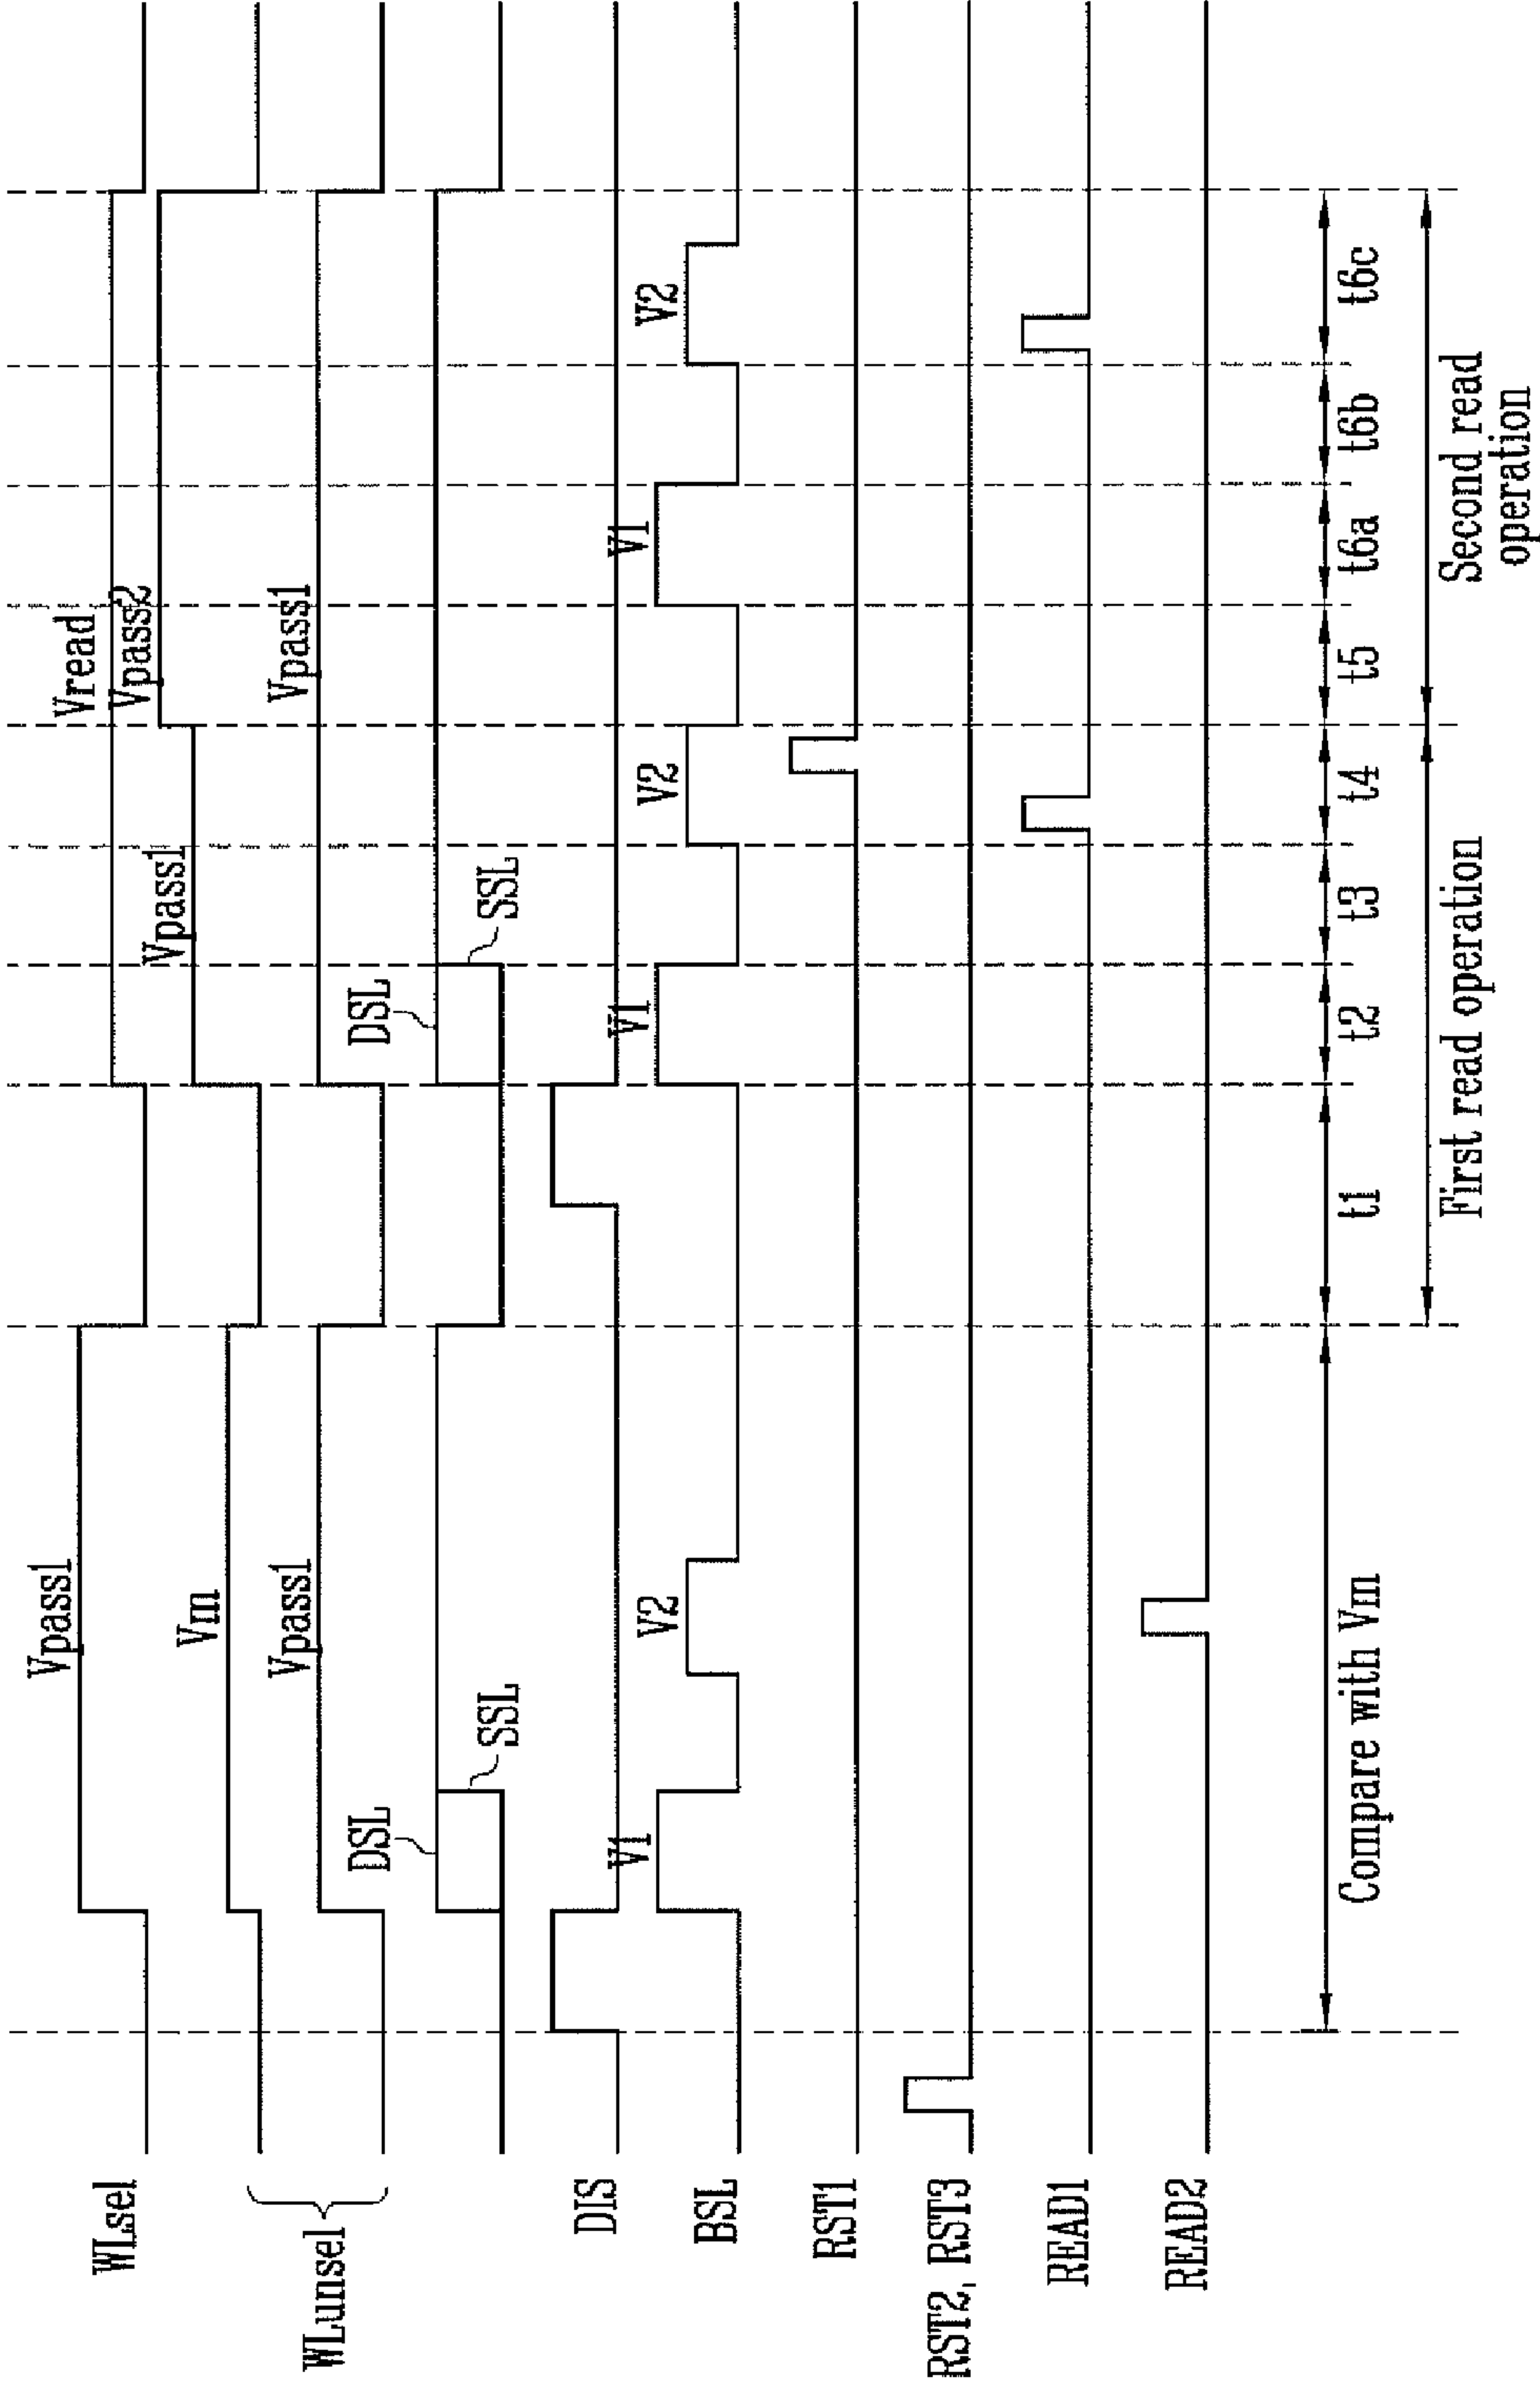 WLsel
Vpass1
Vread
Vm
Vpass1
Vpass2
WLunsel
Vpass1
Vpass1
DSL
SSL
DSL
SSL
DIS
BSL
V1
V2
V1
V2
V1
V2
RST1
RST2, RST3
READ1
READ2
Compare with Vm
t1
t2
t3
t4
t5
t6a
t6b
t6c
First read operation
Second read
operation